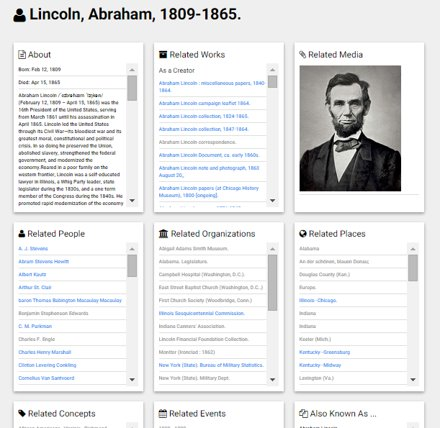 Lincoln, Abraham, 1809-1865.
About
Born: Feb 12, 1809
Died: Apr 15, 1865
Abraham Lincoln
(February 12, 1809 – April 15, 1865) was the
16th President of the United States, serving
from March 1861 until his assassination in
April 1865. Lincoln led the United States
through its Civil War—its bloodiest war and its
greatest moral, constitutional and political
crisis. In so doing he preserved the Union,
abolished slavery, strengthened the federal
government, and modernized the
economy.Reared in a poor family on the
western frontier, Lincoln was a self-educated
lawyer in Illinois, a Whig Party leader, state
legislator during the 1830s, and a one-term
member of the Congress during the 1840s. He
promoted rapid modernization of the economy
Related Works
As a Creator
Abraham Lincoln : miscellaneous papers, 1840-
1864.
Abraham Lincoln campaign leaflet 1864.
Abraham Lincoln collection, 1824-1865.
Abraham Lincoln collection, 1847-1864.
Abraham Lincoln correspondence.
Abraham Lincoln Document, ca. early 1860s.
Abraham Lincoln note and photograph, 1860
August 20,.
Abraham Lincoln papers (at Chicago History
Museum), 1800 [ongoing].
Related Media
Related People
A. J. Stevens
Abram Stevens Hewitt
Albert Kautz
Arthur St. Clair
baron Thomas Babington Macaulay Macaulay
Benjamin Stephenson Edwards
C. M. Parkman
Charles F. Engle
Charles Henry Marshall
Clinton Levering Conkling
Cornelius Van Santvoord
Related Organizations
Abigail Adams Smith Museum.
Alabama. Legislature.
Campbell Hospital (Washington, D.C.).
East Street Baptist Church (Washington, D.C.)
First Church Society (Woodbridge, Conn.)
Illinois Sesquicentennial Commission.
Indiana Canners' Association.
Lincoln Financial Foundation Collection.
Monitor (Ironclad : 1862)
New York (State). Bureau of Military Statistics.
New York (State). Military Dept.
Related Places
Alabama
An der schönen, blauen Donau,
Douglas County (Kan.)
Europe.
Illinois--Chicago.
Indiana
Indiana
Keeler (Mich.)
Kentucky--Greensburg
Kentucky--Midway
Lexington (Va.)
Related Concepts
Related Events
Also Known As ...